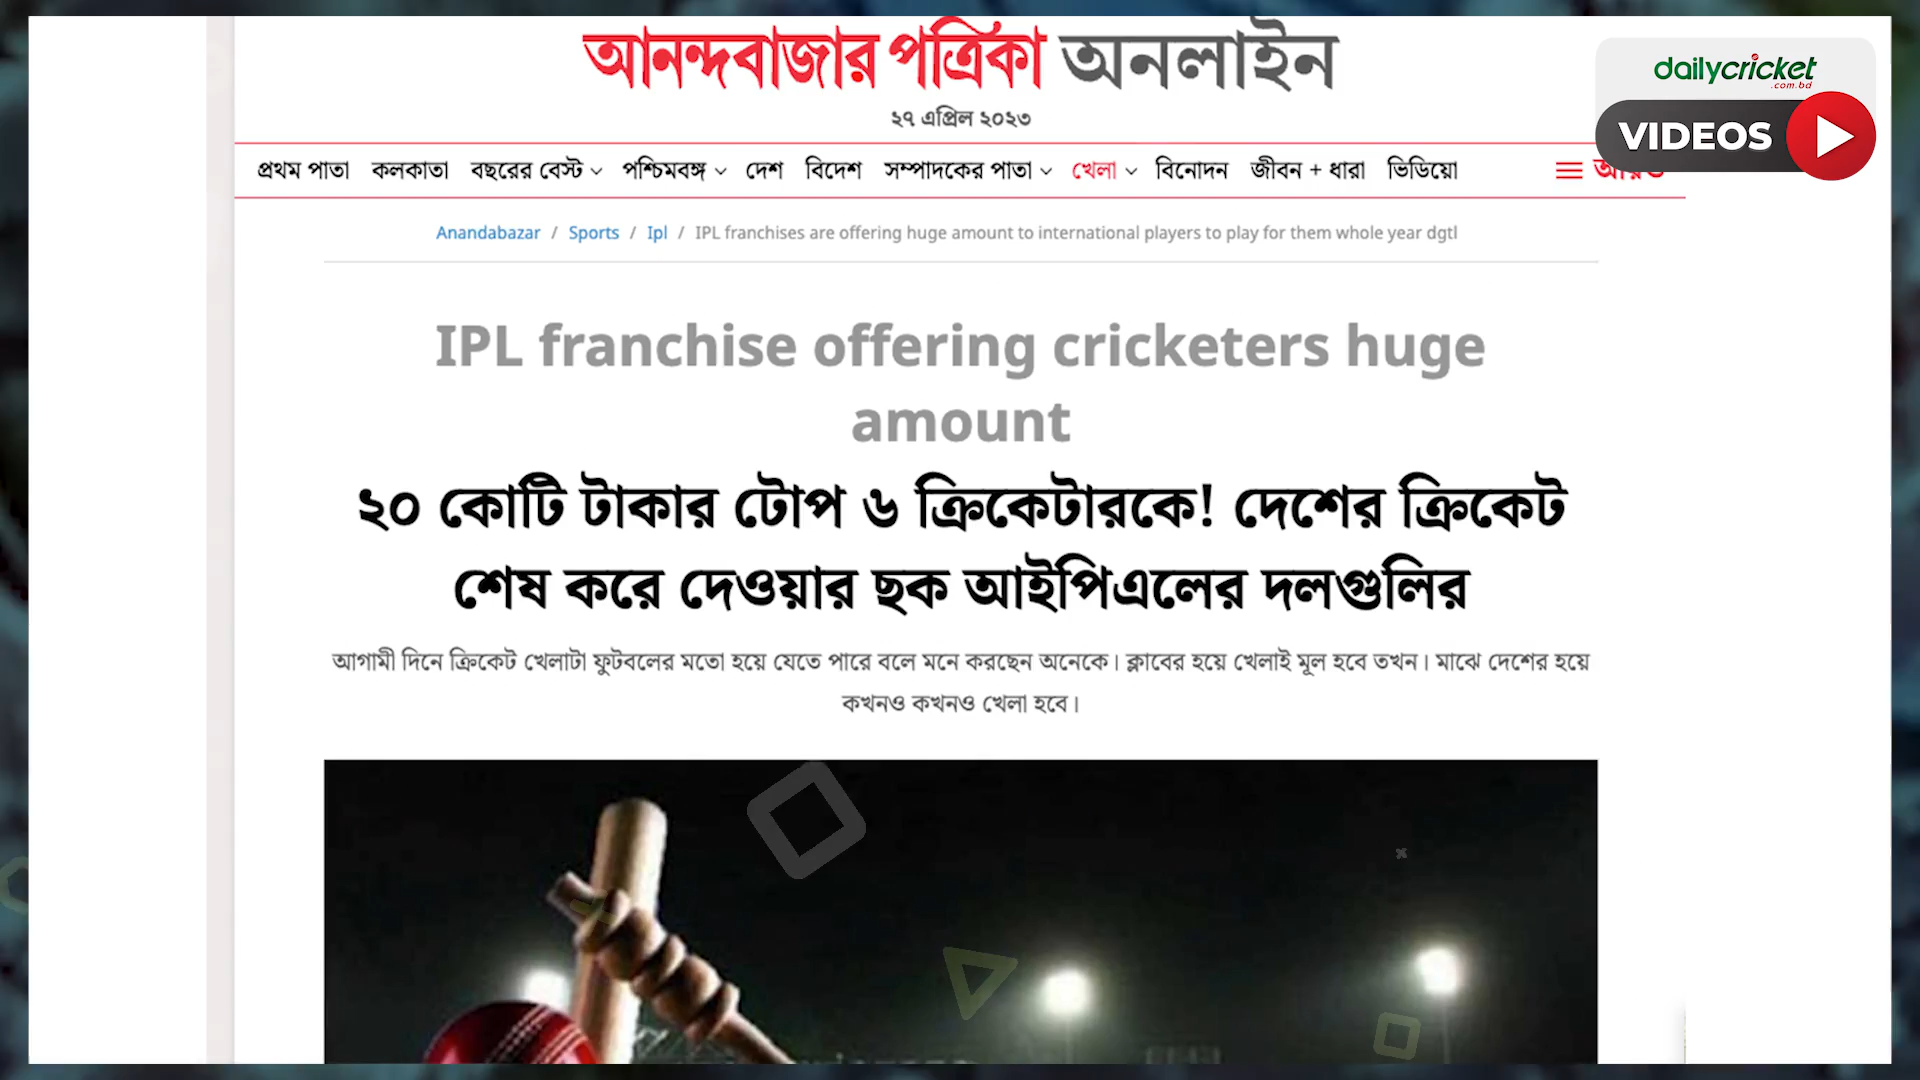 আনন্দবাজার পত্রিকা অনলাইন
২৭ এপ্রিল ২০২৩
dailycricket
.com.bd
VIDEOS
প্রথম পাতা কলকাতা বছরের বেস্ট পশ্চিমবঙ্গ দেশ বিদেশ সম্পাদকের পাতা খেলা বিনোদন জীবন + ধারা ভিডিয়ো
Anandabazar / Sports / Ipl / IPL franchises are offering huge amount to international players to play for them whole year dgtl
IPL franchise offering cricketers huge
amount
২০ কোটি টাকার টোপ ৬ ক্রিকেটারকে! দেশের ক্রিকেট
শেষ করে দেওয়ার ছক আইপিএলের দলগুলির
আগামী দিনে ক্রিকেট খেলাটা ফুটবলের মতো হয়ে যেতে পারে বলে মনে করছেন অনেকে। ক্লাবের হয়ে খেলাই মূল হবে তখন। মাঝে দেশের হয়ে
কখনও কখনও খেলা হবে।